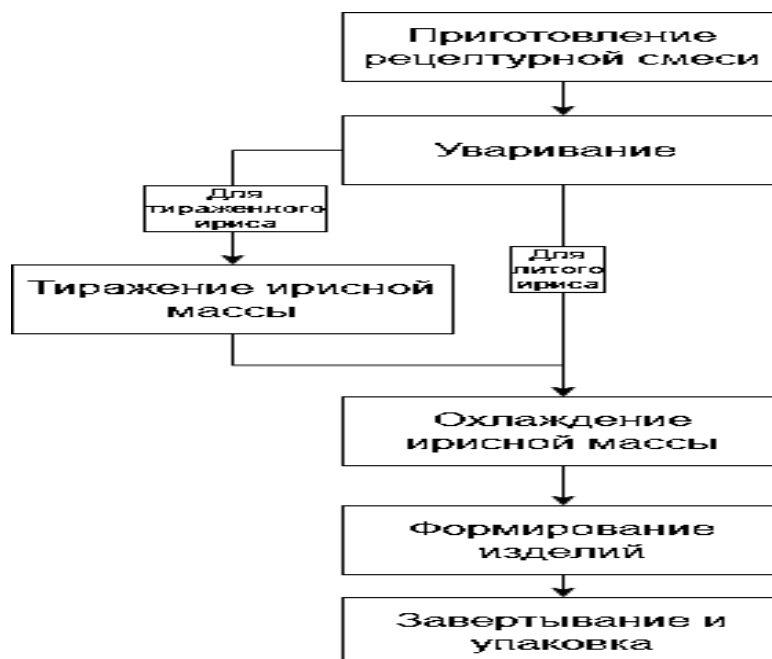 Приготовление
рецептурной смеси
Уваривание
Для
тираженного
ириса
Для
литого
ириса
Тиражение ирисной
массы
Охлаждение
ирисной массы
Формирование
изделий
Завертывание и
упаковка